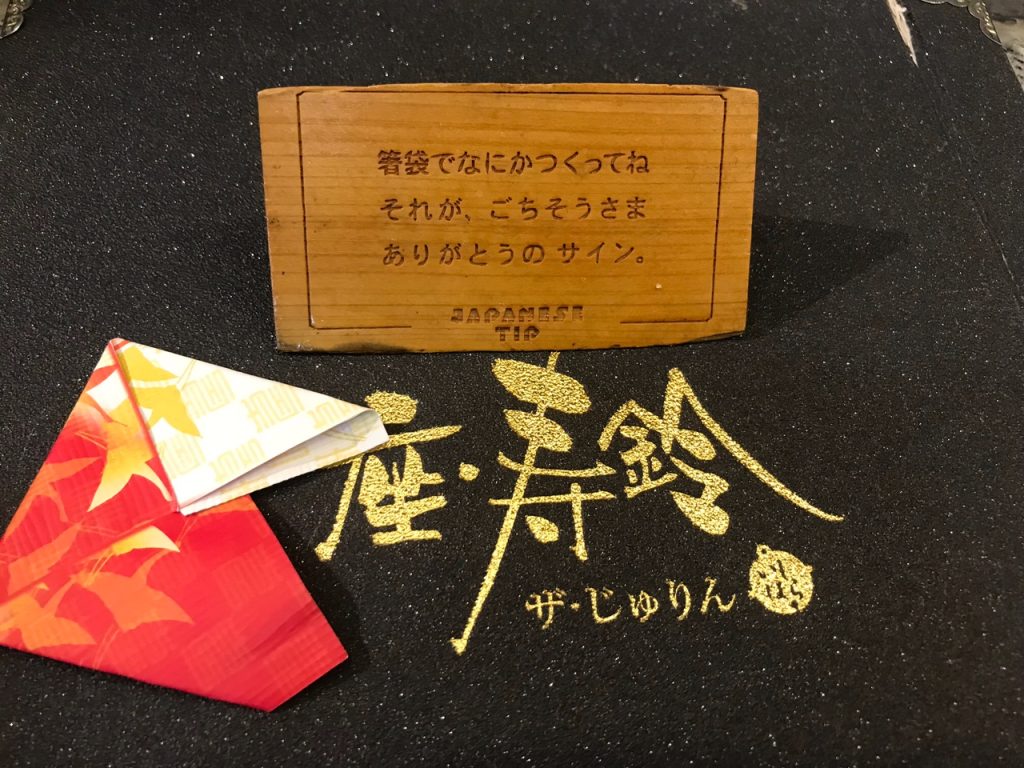 箸袋でなにかつくってね
それが、ごちそうさま
ありがとうの サイン。
JAPANESE
TIP
座・寿鈴
ザ・じゅりん